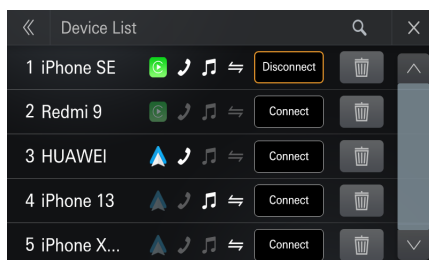 Device List
1 iPhone SE Disconnect
2 Redmi 9 Connect
3 HUAWEI Connect
4 iPhone 13 Connect
5 iPhone X... Connect